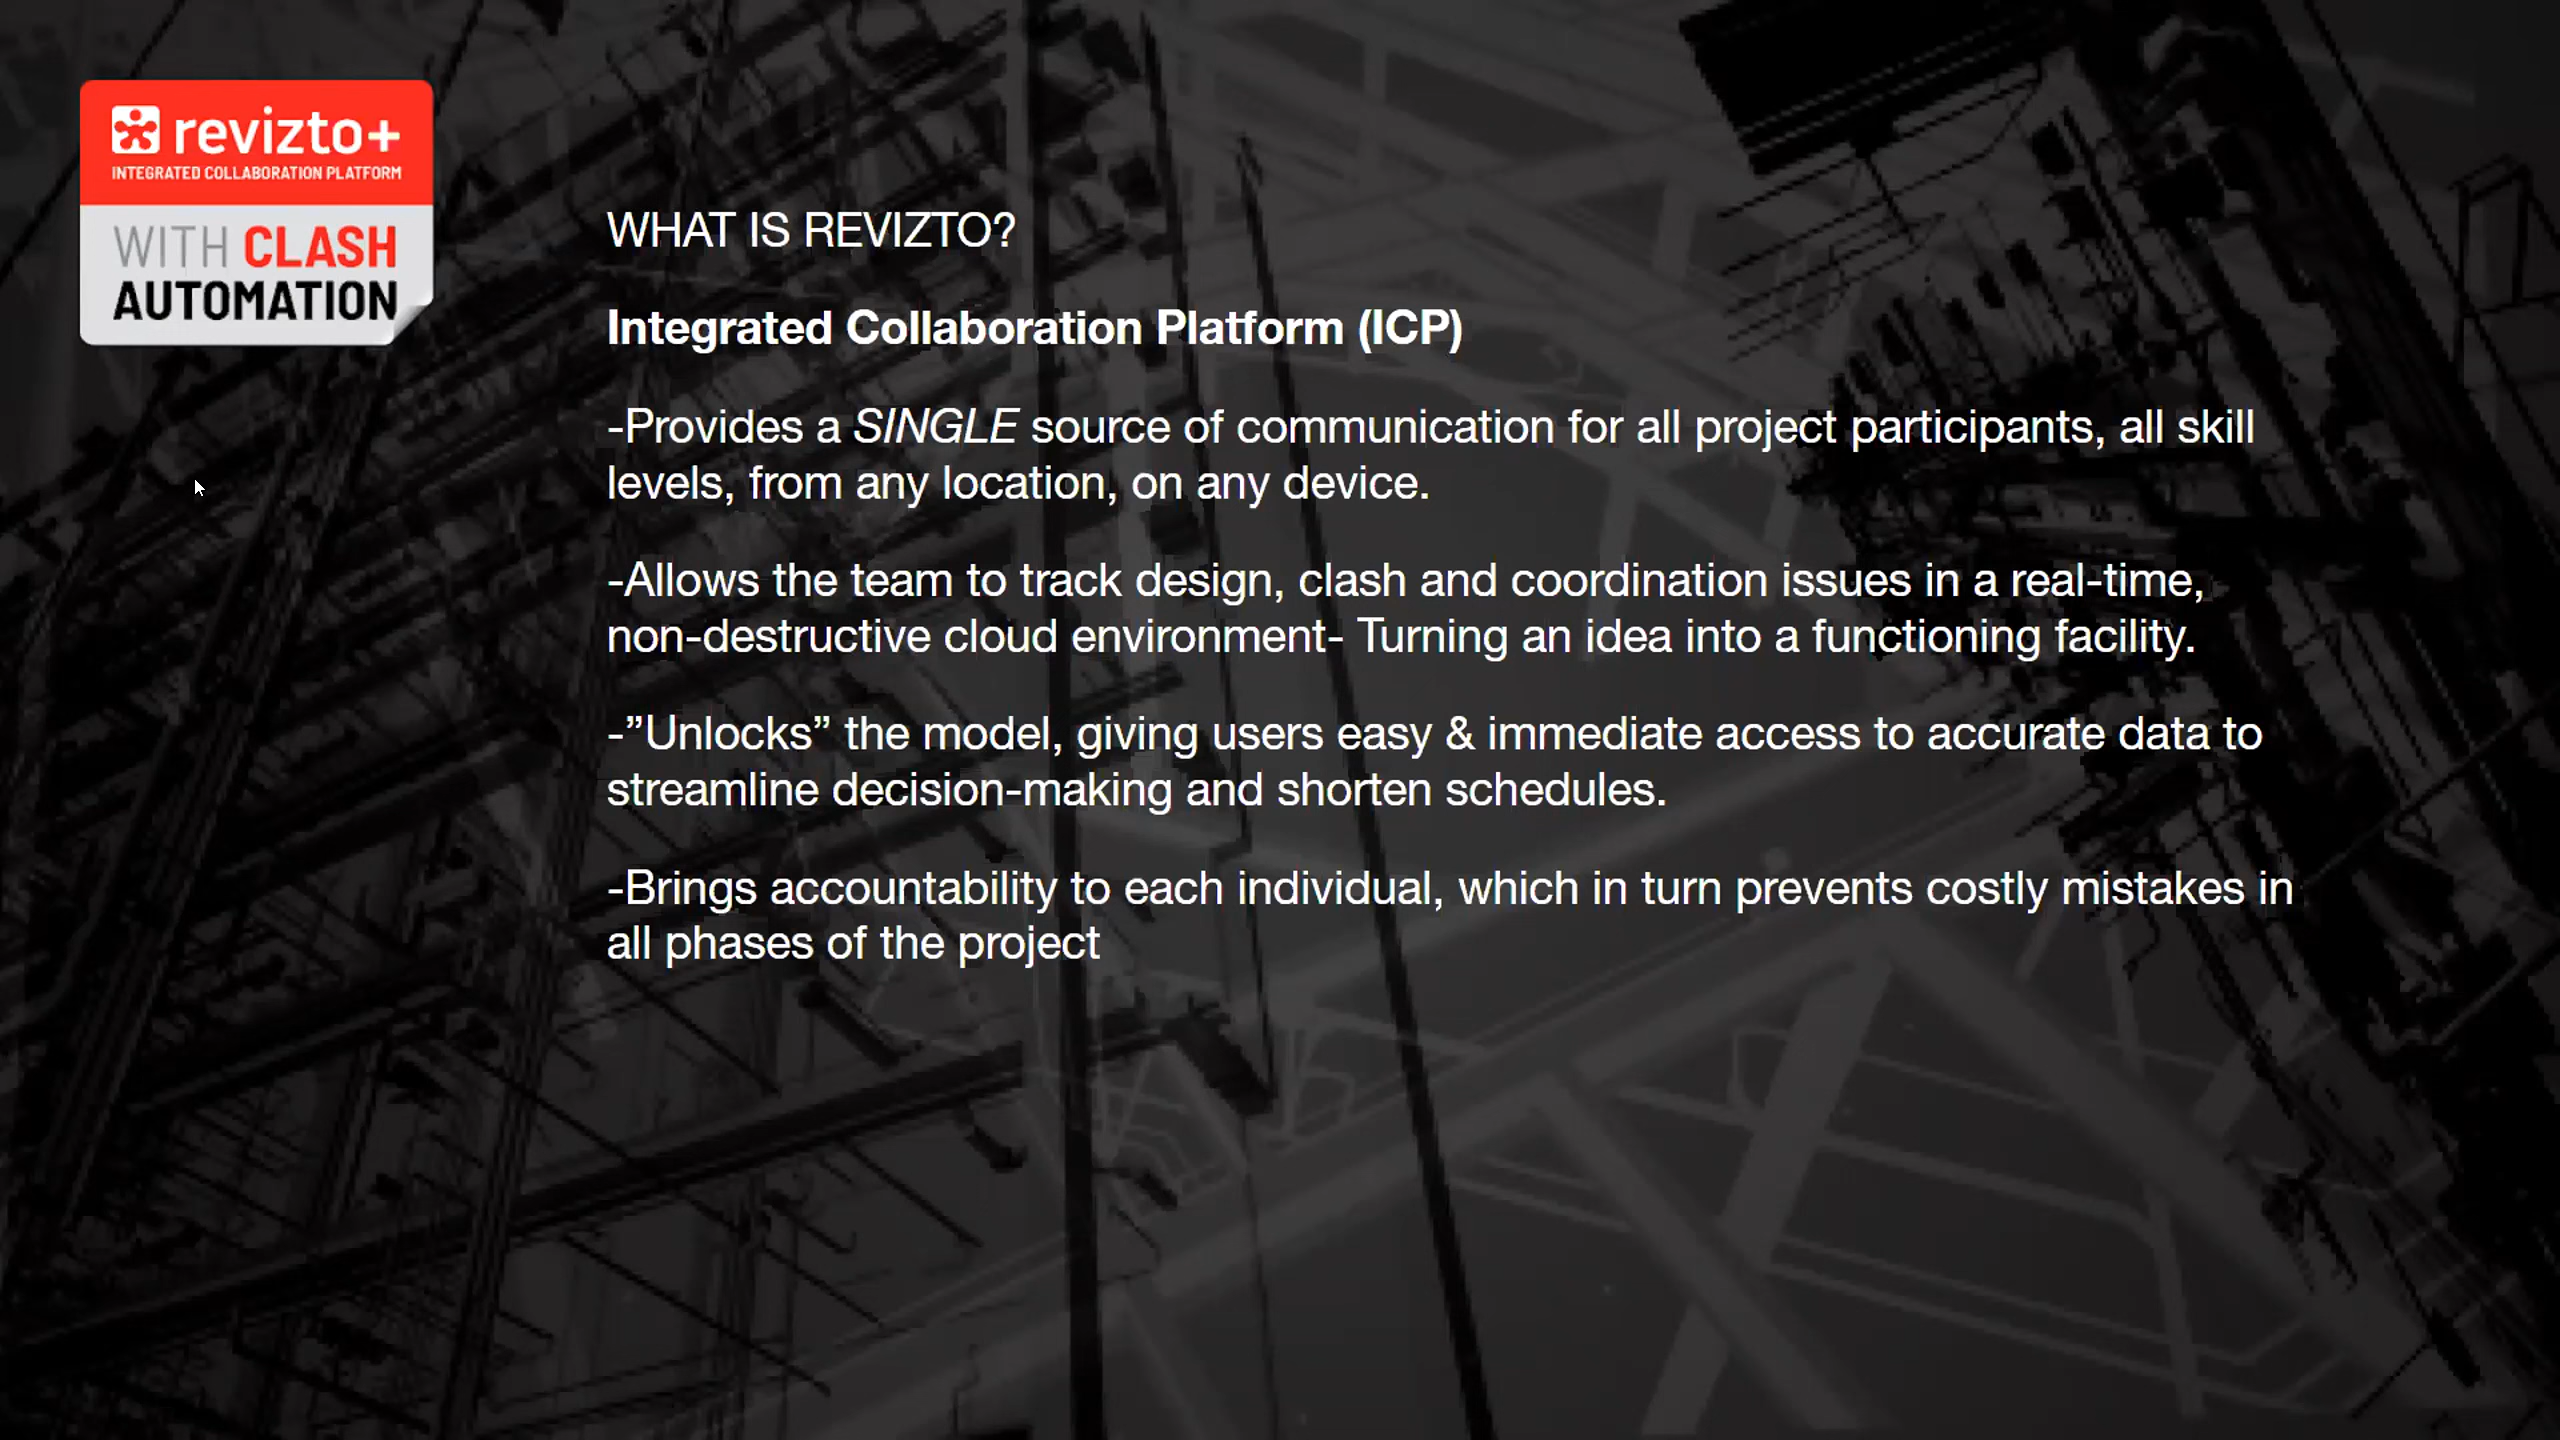 revizto+
INTEGRATED COLLABORATION PLATFORM
WITH CLASH
AUTOMATION
WHAT IS REVIZTO?
Integrated Collaboration Platform (ICP)
-Provides a SINGLE source of communication for all project participants, all skill
levels, from any location, on any device.
-Allows the team to track design, clash and coordination issues in a real-time,
non-destructive cloud environment- Turning an idea into a functioning facility.
-”Unlocks” the model, giving users easy & immediate access to accurate data to
streamline decision-making and shorten schedules.
-Brings accountability to each individual, which in turn prevents costly mistakes in
all phases of the project